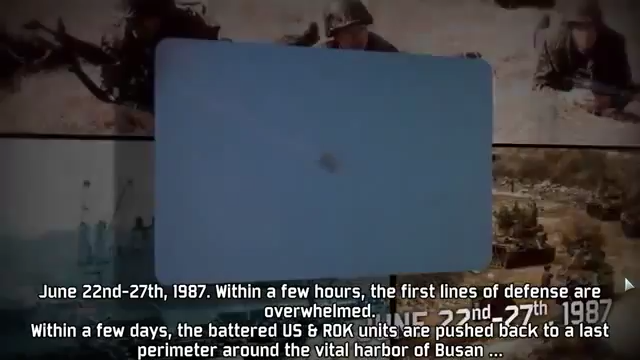 June 22nd-27th, 1987. Within a few hours, the first lines of defense are
overwhelmed.
JUNE 22nd-27th 1987
Within a few days, the battered US & ROK units are pushed back to a last
perimeter around the vital harbor of Busan ...